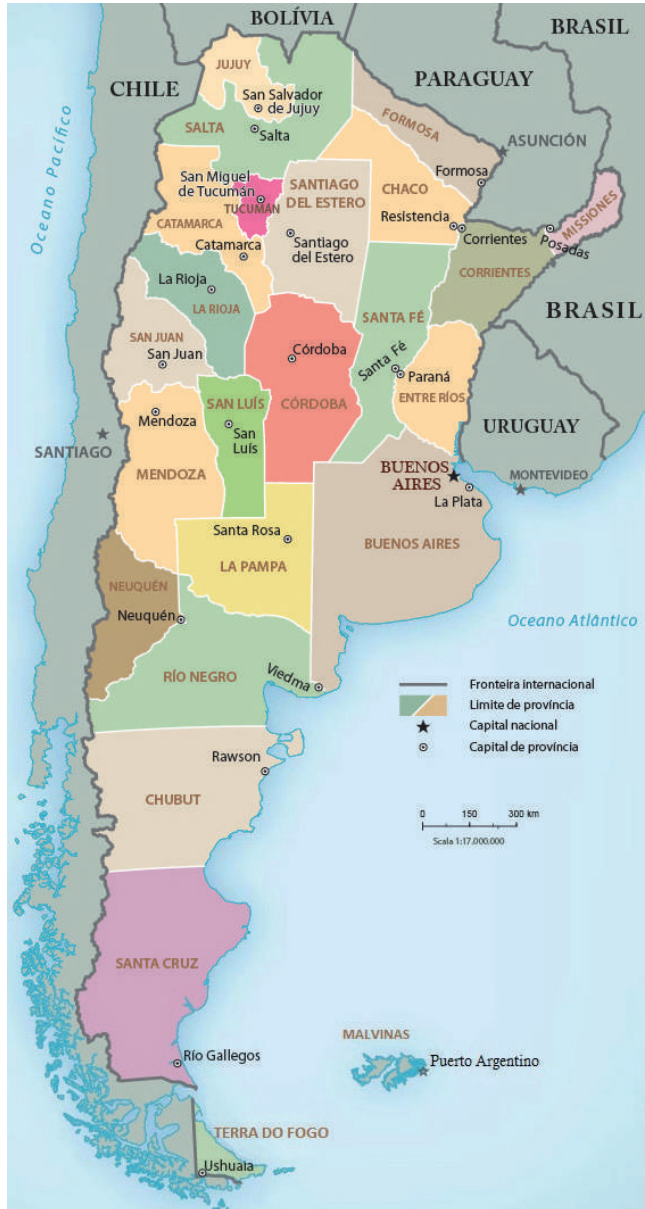 BOLÍVIA
BRASIL
JUJUY
CHILE
PARAGUAY
San Salvador
de Jujuy
FORMOSA
SALTA
Salta
ASUNCIÓN
Oceano Pacífico
San Miguel
de Tucumán
SANTIAGO
DEL ESTERO
Formosa
CHACO
TUCUMÁN
MISSIONES
CATAMARCA
Resistencia
Corrientes
Posadas
Catamarca
Santiago
del Estero
CORRIENTES
La Rioja
LA RIOJA
BRASIL
SANTA FÉ
SAN JUAN
San Juan
Córdoba
Santa Fé
Paraná
ENTRE RÍOS
SAN LUÍS
CÓRDOBA
Mendoza
San
Luís
URUGUAY
SANTIAGO
MENDOZA
BUENOS
AIRES
MONTEVIDEO
La Plata
Santa Rosa
BUENOS AIRES
LA PAMPA
NEUQUÉN
Neuquén
Oceano Atlântico
RÍO NEGRO
Viedma
Fronteira internacional
Limite de província
Capital nacional
Capital de província
Rawson
CHUBUT
0 150 300 km
Scala 1:17.000.000
SANTA CRUZ
MALVINAS
Río Gallegos
Puerto Argentino
TERRA DO FOGO
Ushuaia